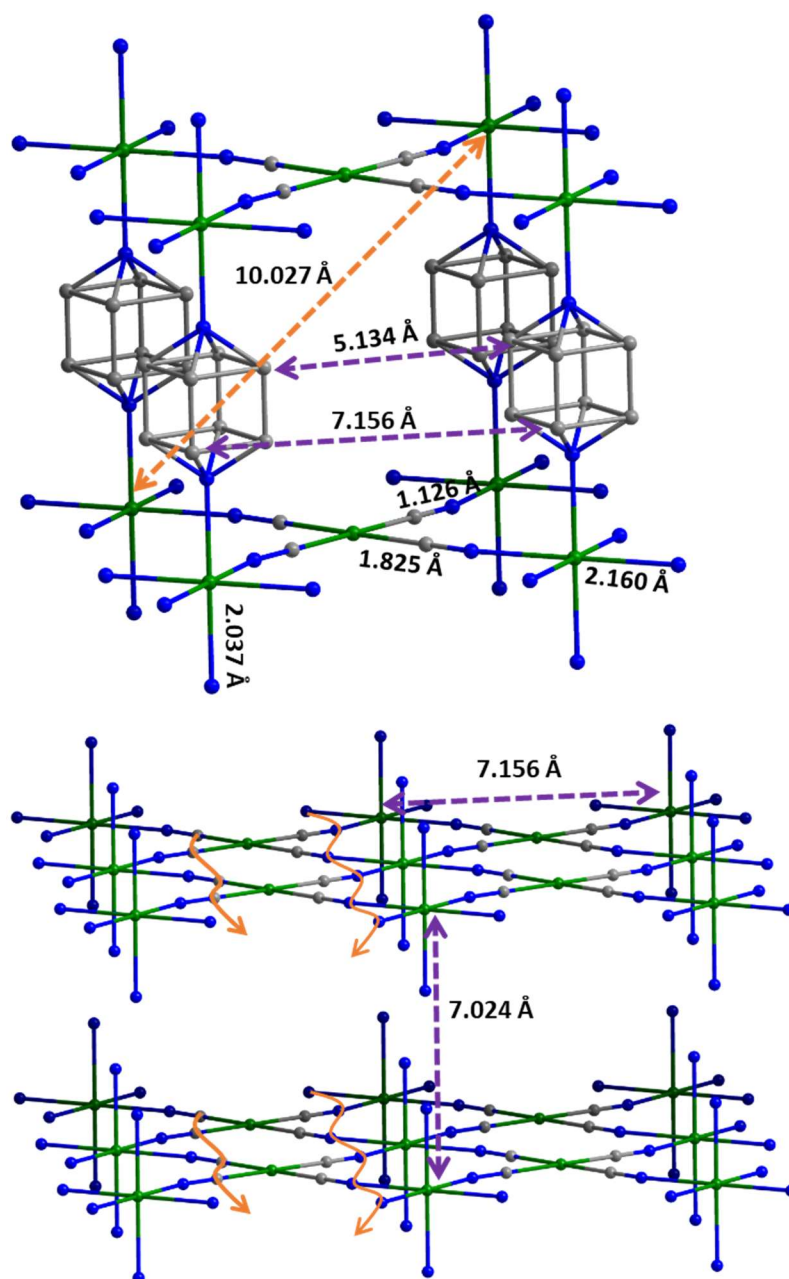 10.027 Å
5.134 Å
7.156 Å
1.126 Å
1.825 Å
2.160 Å
2.037 Å
7.156 Å
7.024 Å